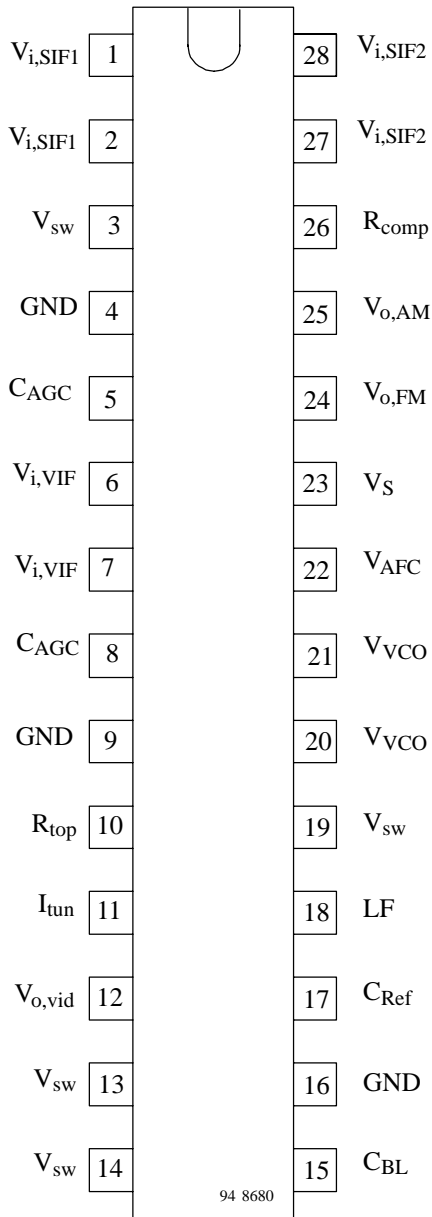 V_i,SIF1 1 28 V_i,SIF2
V_i,SIF1 2 27 V_i,SIF2
V_sw 3 26 R_comp
GND 4 25 V_o,AM
C_AGC 5 24 V_o,FM
V_i,VIF 6 23 V_S
V_i,VIF 7 22 V_AFC
C_AGC 8 21 V_VCO
GND 9 20 V_VCO
R_top 10 19 V_sw
I_tun 11 18 LF
V_o,vid 12 17 C_Ref
V_sw 13 16 GND
V_sw 14 15 C_BL
94 8680